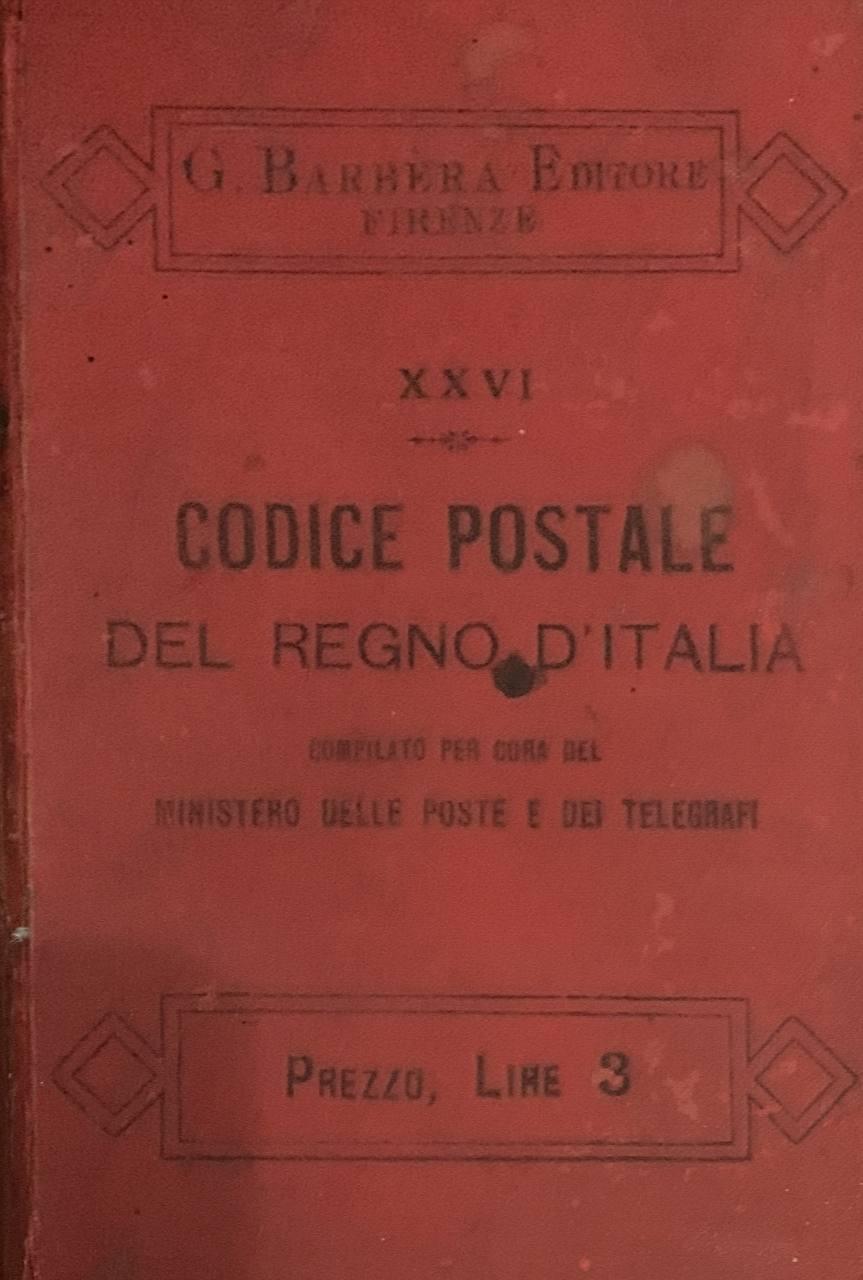 G. BARBÈRA EDITORE
FIRENZE
XXVI
CODICE POSTALE
DEL REGNO D'ITALIA
COMPILATO PER CURA DEL
MINISTERO DELLE POSTE E DEI TELEGRAFI
PREZZO, LIRE 3